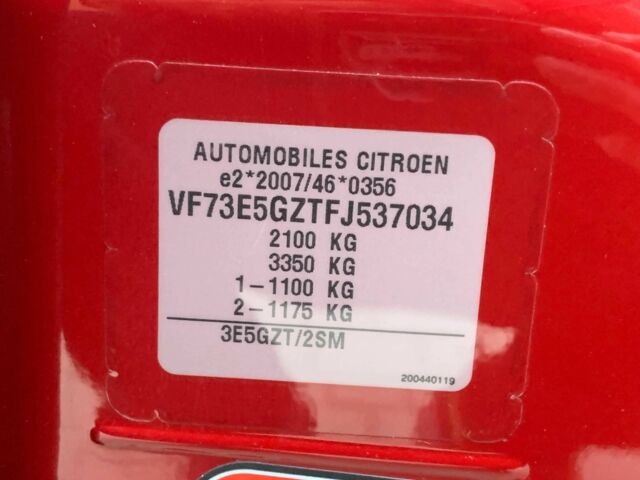 AUTOMOBILES CITROEN
e2*2007/46*0356
VF73E5GZTFJ537034
2100 KG
3350 KG
1-1100 KG
2-1175 KG
3E5GZT/2SM
200440119